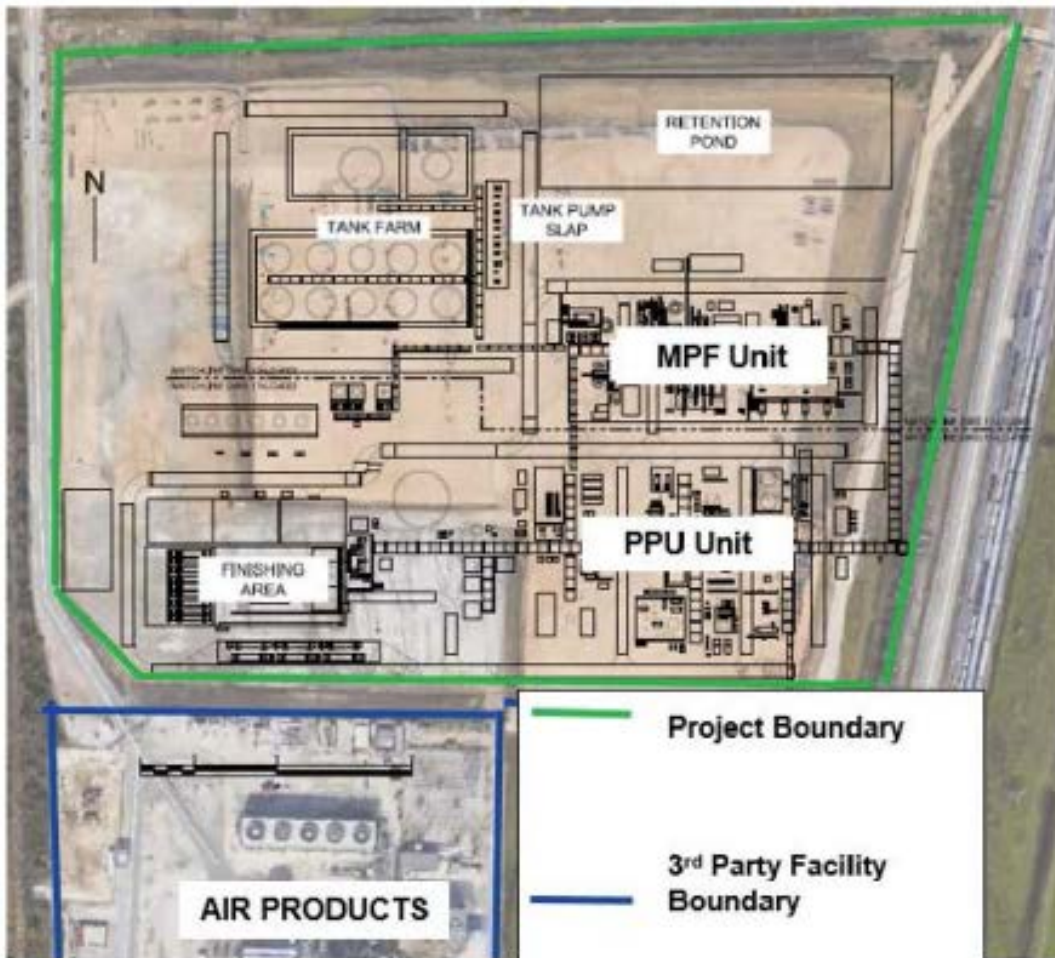 RETENTION
POND
N
TANK FARM
TANK PUMP
SLAP
MPF Unit
PPU Unit
FINISHING
AREA
Project Boundary
3rd Party Facility
Boundary
AIR PRODUCTS